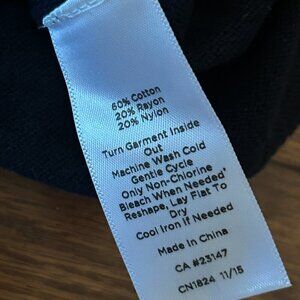 60% Cotton
20% Rayon
20% Nylon
Turn Garment Inside
Out
Machine Wash Cold
Gentle Cycle
Only Non-Chlorine
Bleach When Needed
Reshape, Lay Flat To
Dry
Cool Iron If Needed
Made In China
CA #23147
CN1824 11/15